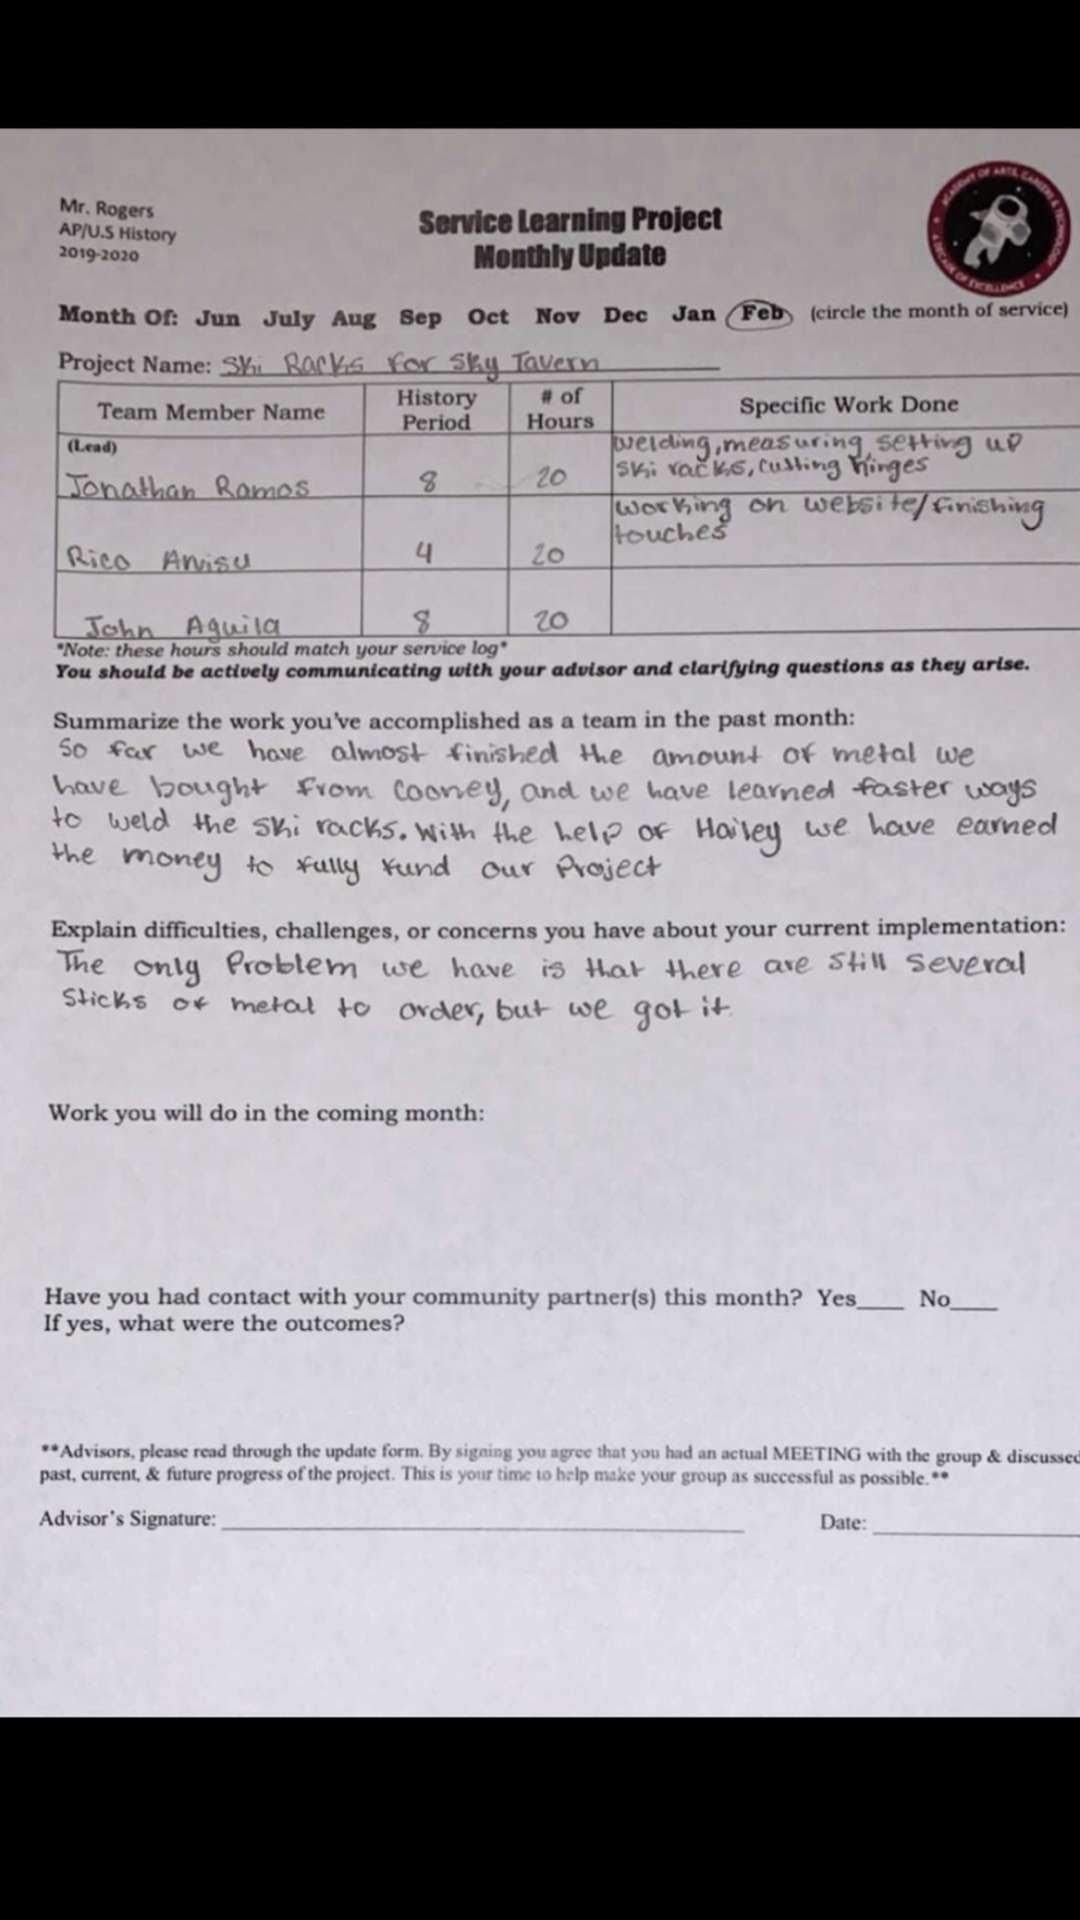 Mr. Rogers
AP/U.S History
2019-2020
Service Learning Project
Monthly Update
ACADEMY OF ARTS, CAREERS & TECHNOLOGY
A DECADE OF EXCELLENCE
Month Of: Jun July Aug Sep Oct Nov Dec Jan Feb (circle the month of service)
Project Name: Ski Racks for Sky Tavern
Team Member Name History Period # of Hours Specific Work Done
(Lead)
Jonathan Ramos 8 20 welding, measuring, setting up
ski racks, cutting hinges
Rico Anisu 4 20 working on website/finishing
touches
John Aguila 8 20
*Note: these hours should match your service log*
You should be actively communicating with your advisor and clarifying questions as they arise.
Summarize the work you've accomplished as a team in the past month:
So far we have almost finished the amount of metal we
have bought from Cooney, and we have learned faster ways
to weld the ski racks. With the help of Hailey we have earned
the money to fully fund our Project
Explain difficulties, challenges, or concerns you have about your current implementation:
The only Problem we have is that there are still several
Sticks of metal to order, but we got it.
Work you will do in the coming month:
Have you had contact with your community partner(s) this month? Yes____ No____
If yes, what were the outcomes?
**Advisors, please read through the update form. By signing you agree that you had an actual MEETING with the group & discussed
past, current, & future progress of the project. This is your time to help make your group as successful as possible.**
Advisor's Signature: Date: